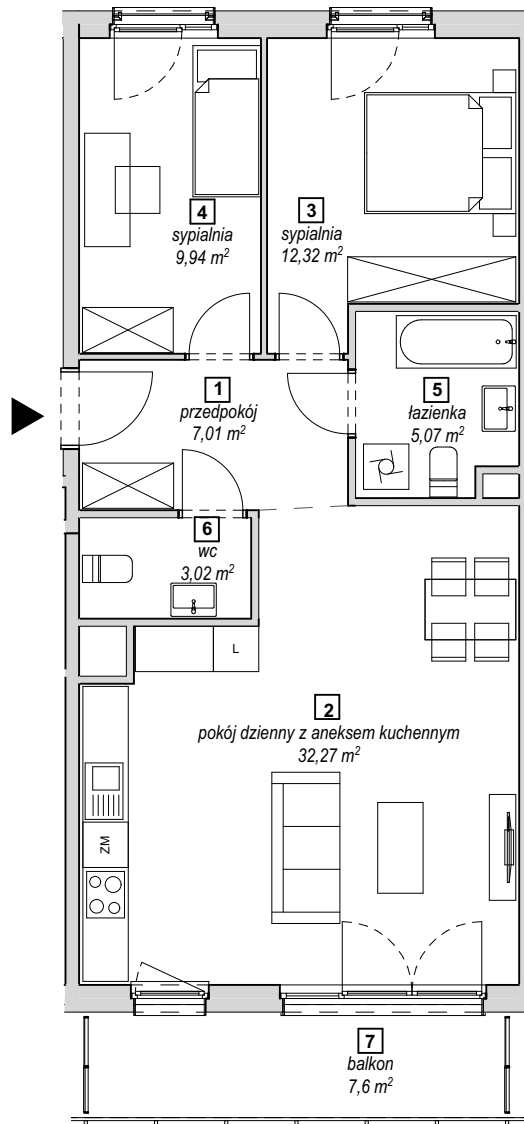 4
sypialnia
9,94 m²
3
sypialnia
12,32 m²
1
przedpokój
7,01 m²
5
łazienka
5,07 m²
6
wc
3,02 m²
L
2
pokój dzienny z aneksem kuchennym
32,27 m²
ZM
7
balkon
7,6 m²